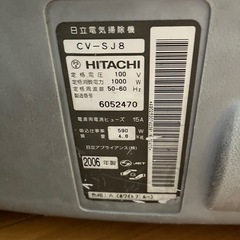 日立電気掃除機
CV-SJ8
HITACHI
定格電圧 100 V
定格消費電力 1000 W
定格周波数 50-60 Hz
製造番号
6052470
電源用電流ヒューズ 15A
吸込仕事率 590 W
質量 4.8
日立アプライアンス(株)
2006 年製
JET